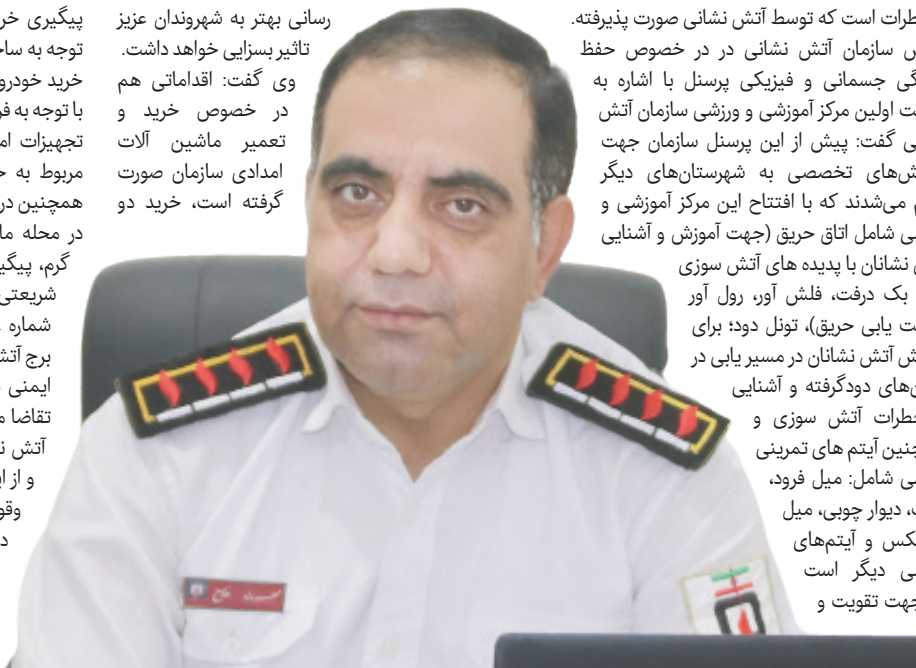 طرات است که توسط آتش نشانی صورت پذیرفته.
س سازمان آتش نشانی در در خصوص حفظ
گی جسمانی و فیزیکی پرسنل با اشاره به
ت اولین مرکز آموزشی و ورزشی سازمان آتش
ی گفت: پیش از این پرسنل سازمان جهت
ش‌های تخصصی به شهرستان‌های دیگر
م می‌شدند که با افتتاح این مرکز آموزشی و
ی شامل اتاق حریق (جهت آموزش و آشنایی
نشانان با پدیده های آتش سوزی
بک درفت، فلش آور، رول آور
ت یابی حریق)، تونل دود؛ برای
ش آتش نشانان در مسیر یابی در
ن‌های دودگرفته و آشنایی
خطرات آتش سوزی و
چنین آیتم های تمرینی
ی شامل: میل فرود،
، دیوار چوبی، میل
کس و آیتم‌های
ی دیگر است
جهت تقویت و
رسانی بهتر به شهروندان عزیز
تاثیر بسزایی خواهد داشت.
وی گفت: اقداماتی هم
در خصوص خرید و
تعمیر ماشین آلات
امدادی سازمان صورت
گرفته است، خرید دو
پیگیری خر
توجه به ساخ
خرید خودرو
با توجه به فر
تجهیزات ام
مربوط به ح
همچنین در
در محله ما
گرم، پیگیر
شریعتی
شماره
برج آتش
ایمنی
تقاضا م
آتش ن
و از ا
وقو
د